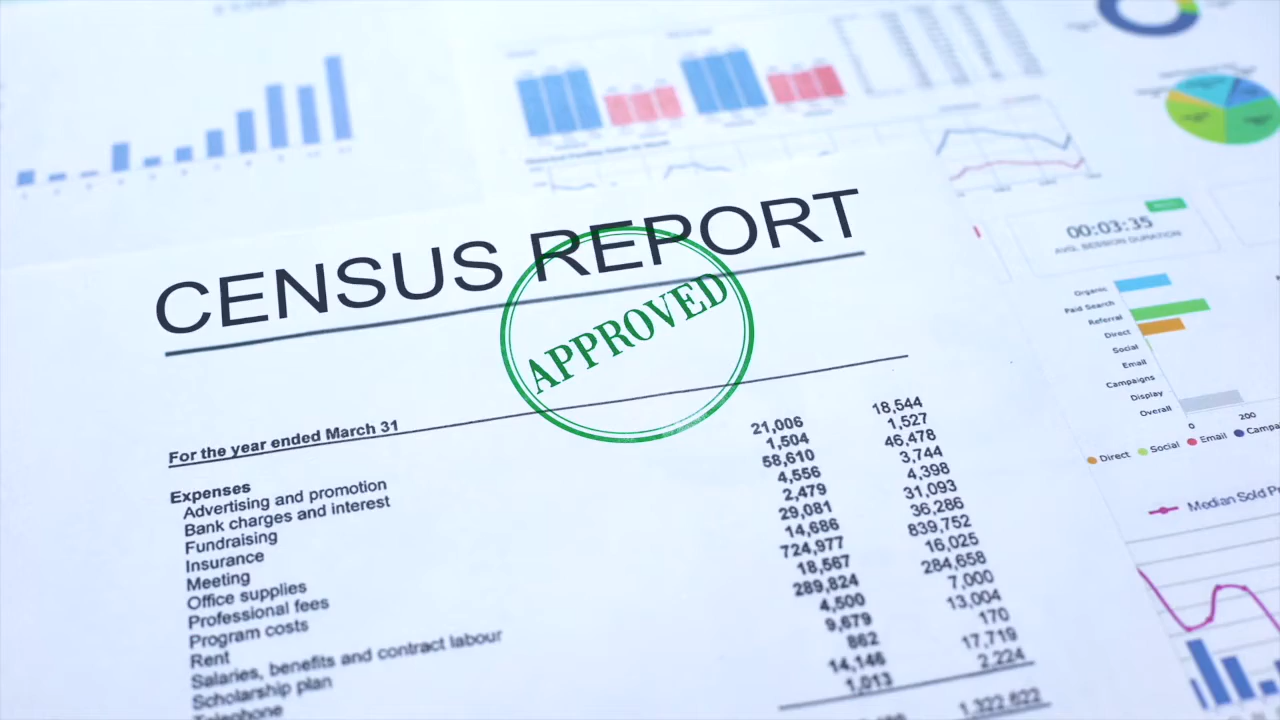 CENSUS REPORT
APPROVED
For the year ended March 31
Expenses
Advertising and promotion 21,006 18,544
Bank charges and interest 1,504 1,527
Fundraising 58,610 46,478
Insurance 4,556 3,744
Meeting 2,479 4,398
Office supplies 29,081 31,093
Professional fees 14,686 36,286
Program costs 724,977 839,752
Rent 18,567 16,025
Salaries, benefits and contract labour 289,824 284,658
Scholarship plan 4,500 7,000
Telephone 9,679 13,004
862 170
14,146 17,719
1,013 2,224
1,322,622
00:03:35
AVG. SESSION DURATION
Organic
Paid Search
Referral
Direct
Social
Email
Campaigns
Display
Overall
0 200
Direct Social Email
Median Sold